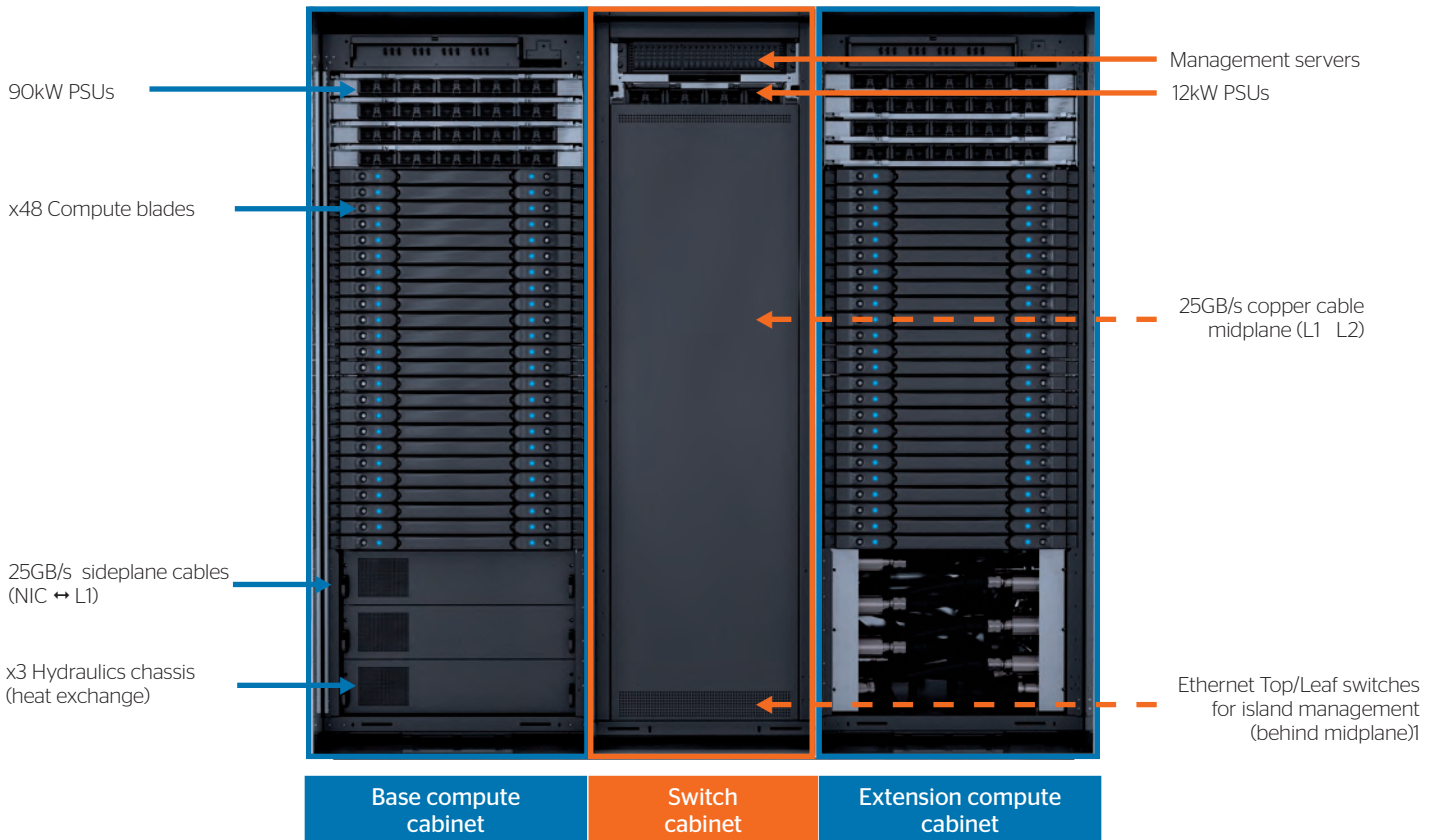 90kW PSUs
x48 Compute blades
25GB/s sideplane cables
(NIC ↔ L1)
x3 Hydraulics chassis
(heat exchange)
Management servers
12kW PSUs
25GB/s copper cable
midplane (L1 L2)
Ethernet Top/Leaf switches
for island management
(behind midplane)1
Base compute
cabinet
Switch
cabinet
Extension compute
cabinet